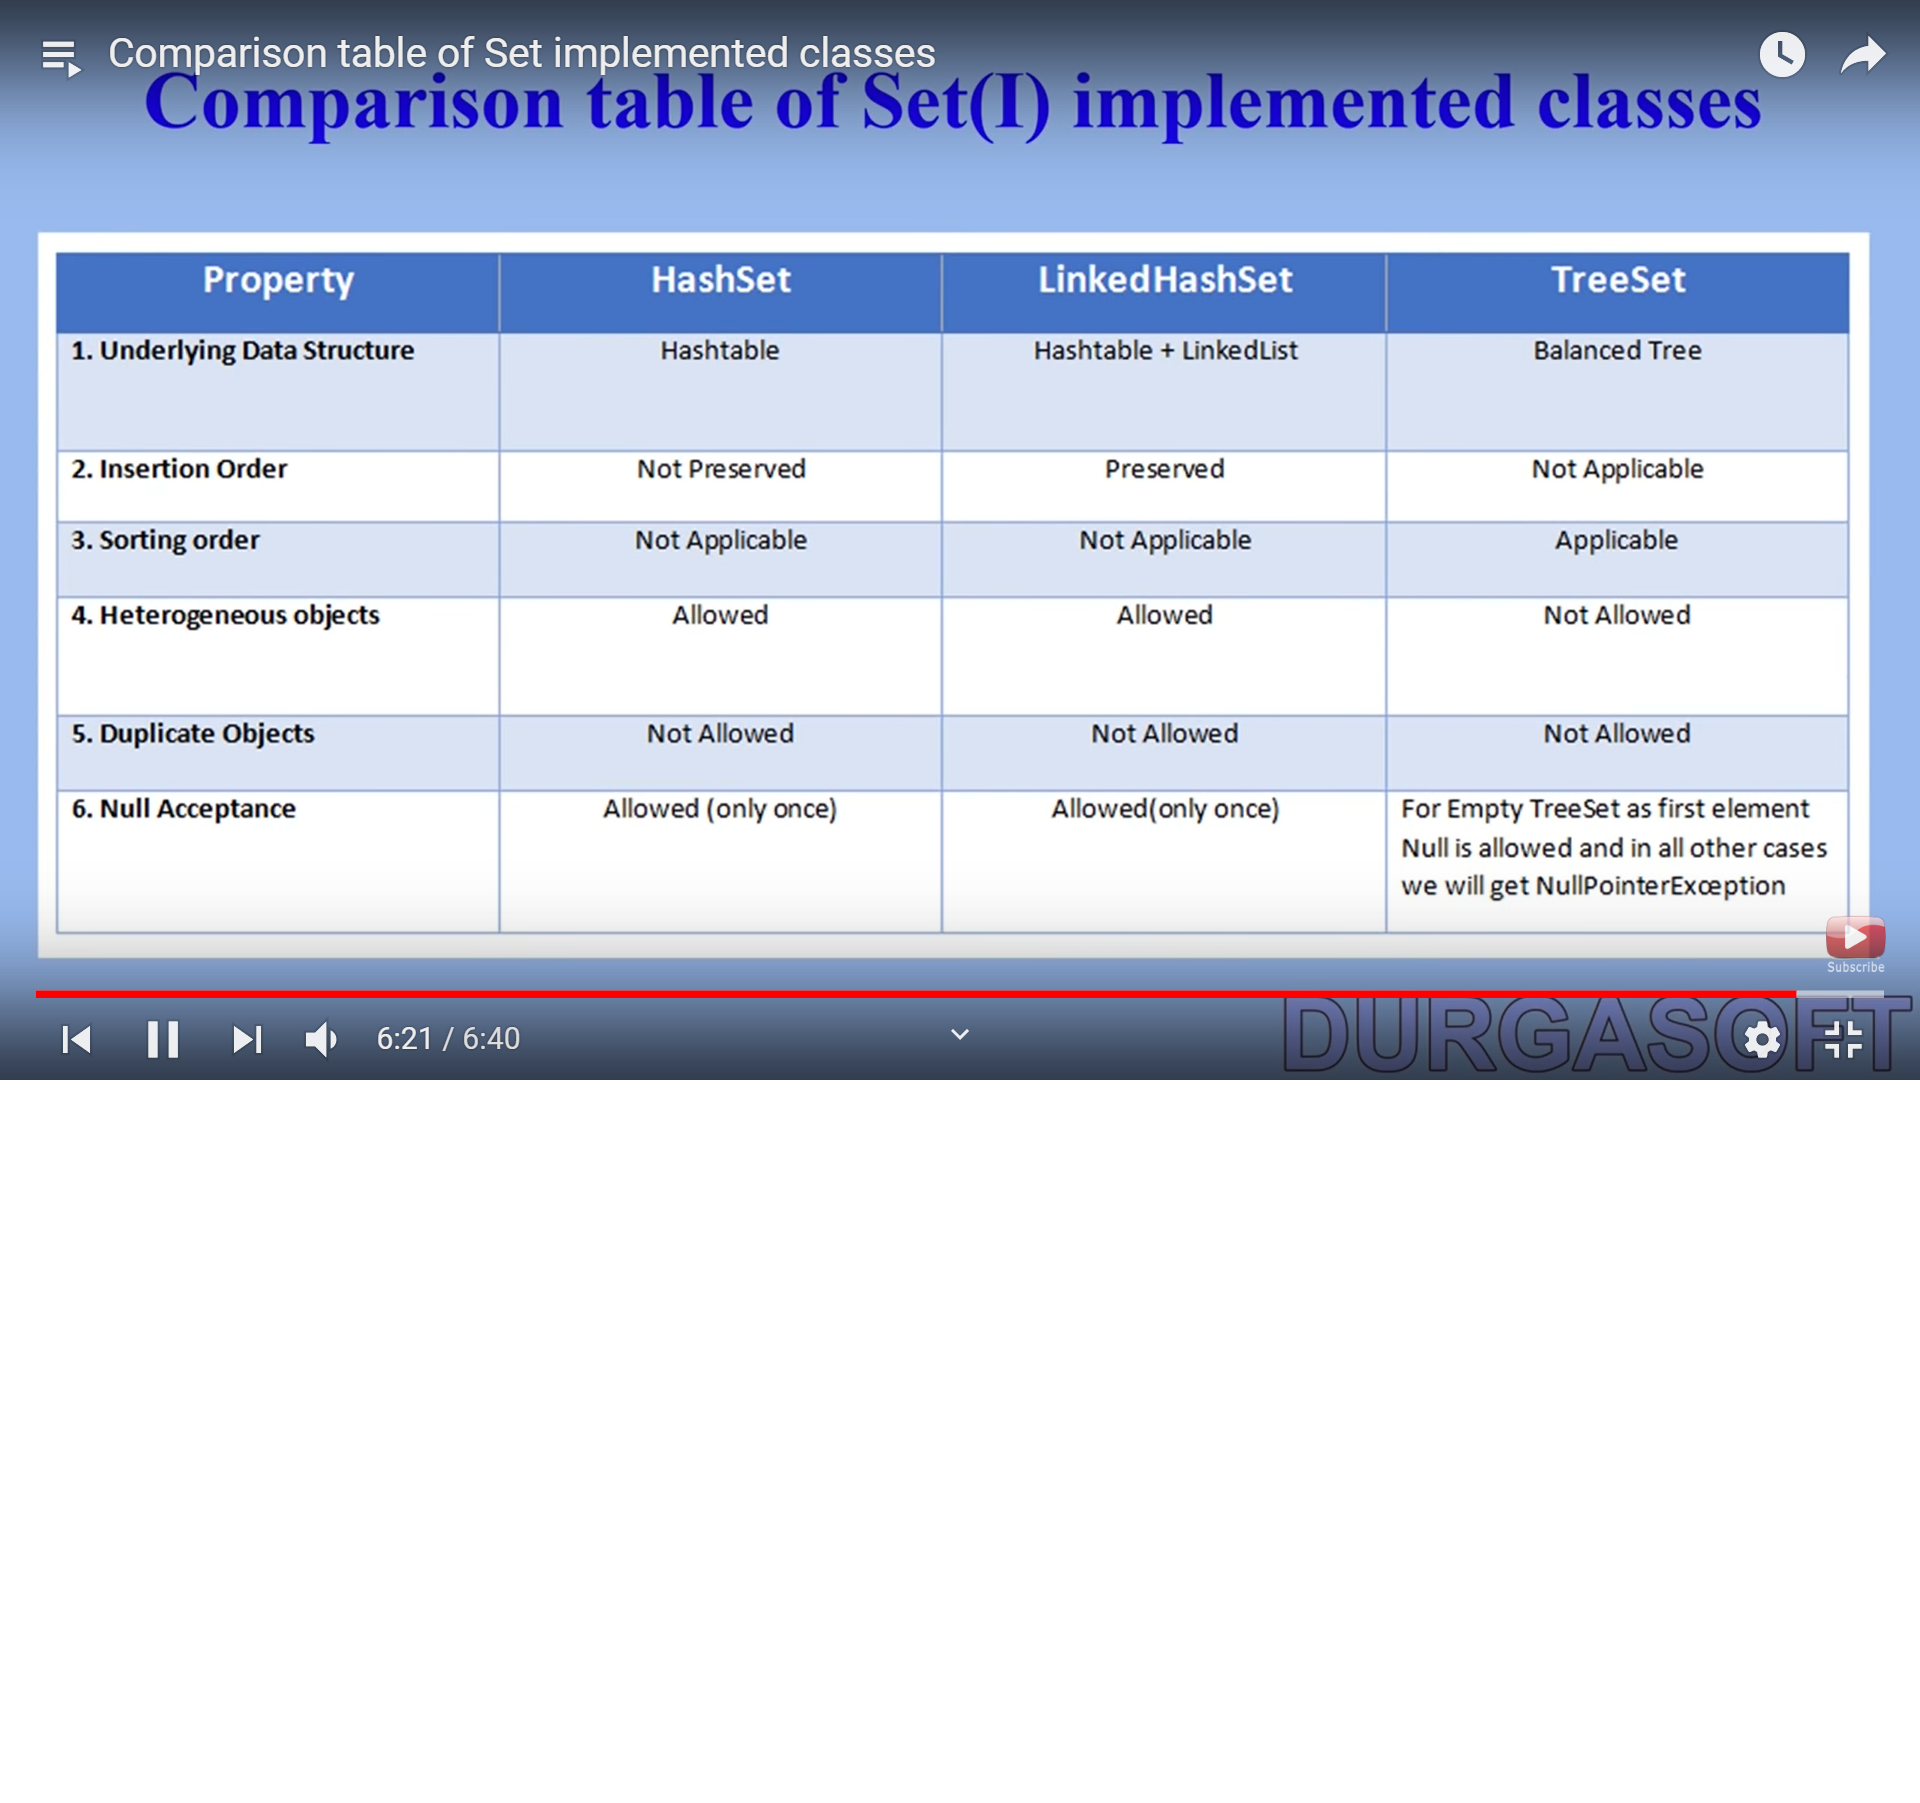 Comparison table of Set implemented classes
Comparison table of Set(I) implemented classes
Property HashSet LinkedHashSet TreeSet
1. Underlying Data Structure Hashtable Hashtable + LinkedList Balanced Tree
2. Insertion Order Not Preserved Preserved Not Applicable
3. Sorting order Not Applicable Not Applicable Applicable
4. Heterogeneous objects Allowed Allowed Not Allowed
5. Duplicate Objects Not Allowed Not Allowed Not Allowed
6. Null Acceptance Allowed (only once) Allowed(only once) For Empty TreeSet as first element
Null is allowed and in all other cases
we will get NullPointerException
Subscribe
6:21 / 6:40
DURGASOFT